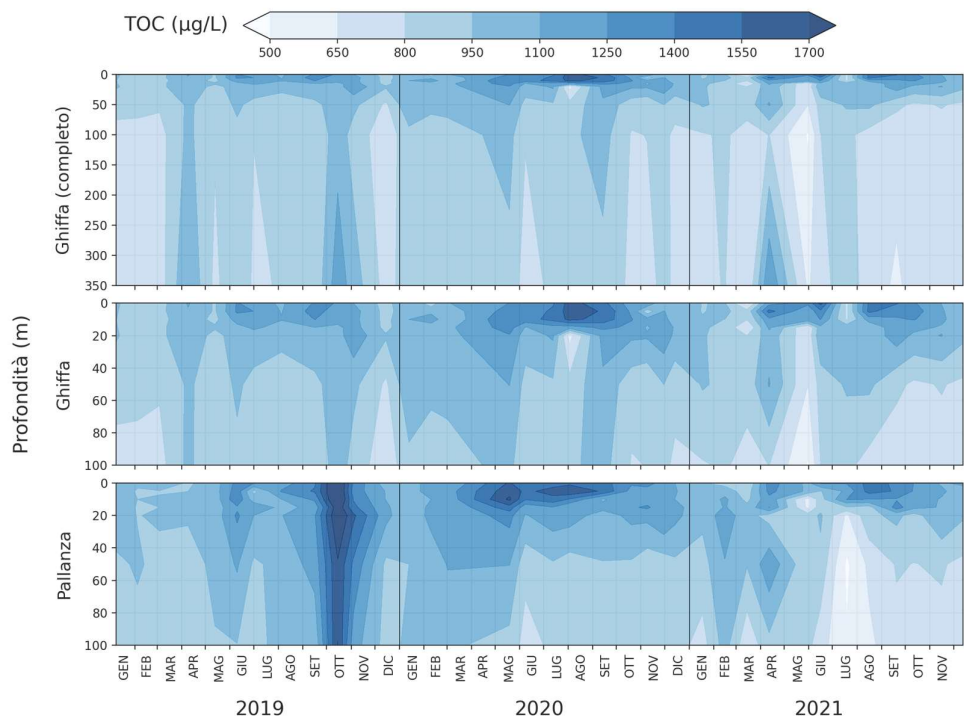 TOC (µg/L)
500 650 800 950 1100 1250 1400 1550 1700
Profondità (m)
Ghiffa (completo)
0
50
100
150
200
250
300
350
Ghiffa
0
20
40
60
80
100
Pallanza
0
20
40
60
80
100
GEN FEB MAR APR MAG GIU LUG AGO SET OTT NOV DIC GEN FEB MAR APR MAG GIU LUG AGO SET OTT NOV DIC GEN FEB MAR APR MAG GIU LUG AGO SET OTT NOV
2019 2020 2021